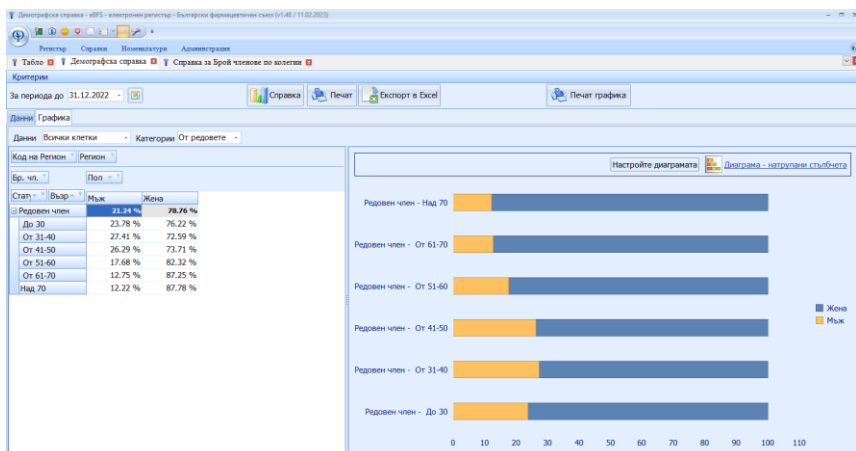 Демографска справка - eBFS - електронен регистър - Български фармацевтичен съюз (v1.48 / 11.02.2023)
Регистър Справки Номенклатури Администрация
Табло Демографска справка Справка за Брой членове по колегии
Критерии
За периода до 31.12.2022 Справка Печат Експорт в Excel Печат графика
Данни Графика
Данни Всички клетки Категории От редовете
Код на Регион Регион
Настройте диаграмата Диаграма - натрупани стълбчета
Бр. чл. Пол
Стату Възр Мъж Жена
Редовен член 21.24 % 78.76 %
До 30 23.78 % 76.22 %
От 31-40 27.41 % 72.59 %
От 41-50 26.29 % 73.71 %
От 51-60 17.68 % 82.32 %
От 61-70 12.75 % 87.25 %
Над 70 12.22 % 87.78 %
Редовен член - Над 70
Редовен член - От 61-70
Редовен член - От 51-60
Редовен член - От 41-50
Редовен член - От 31-40
Редовен член - До 30
0 10 20 30 40 50 60 70 80 90 100 110
Жена
Мъж